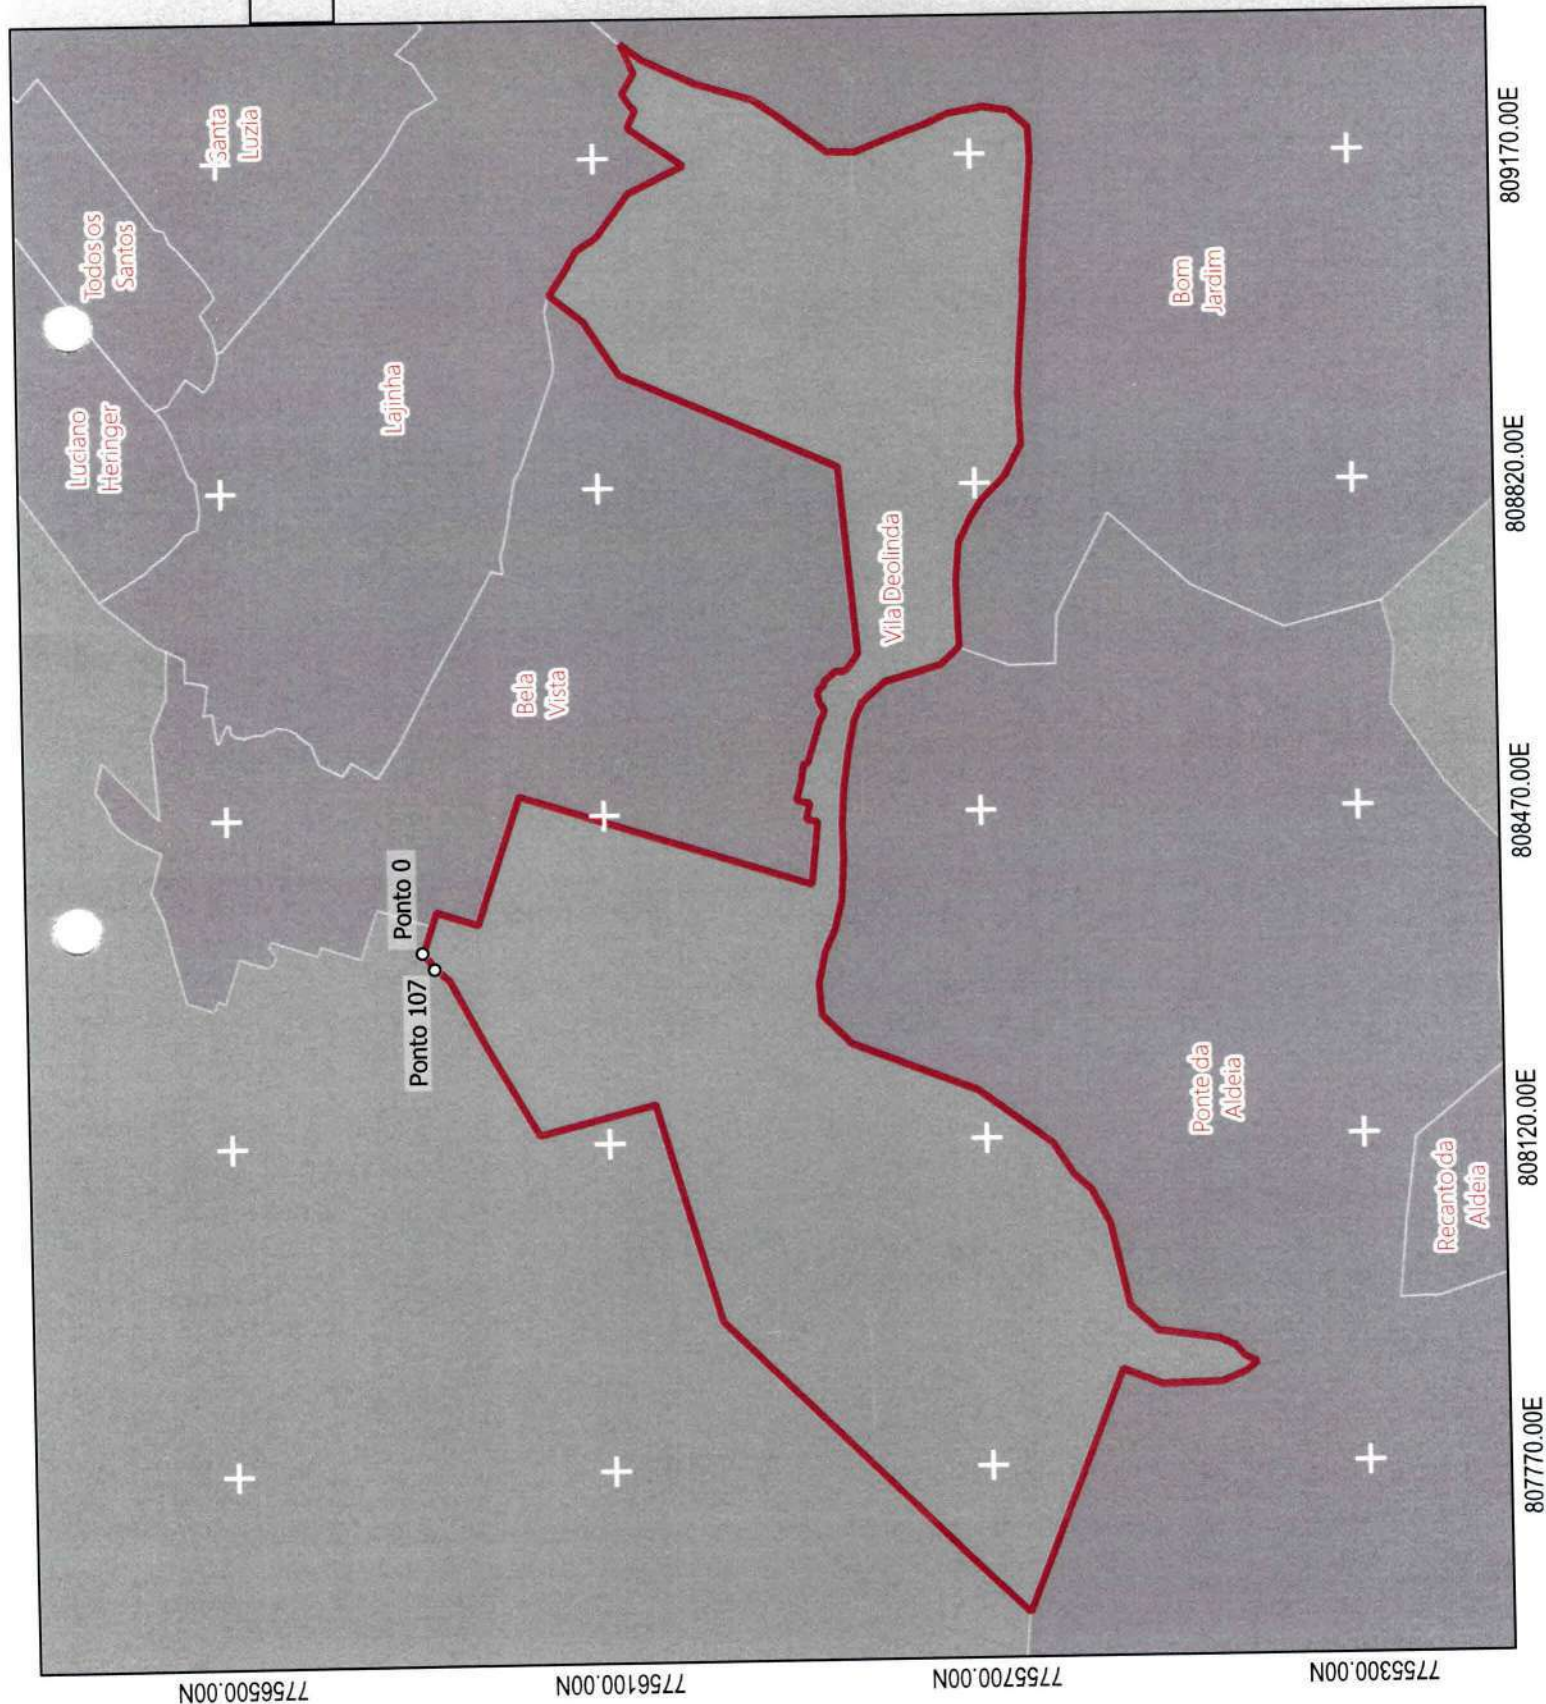 Luciano
Heringer
Todos os
Santos
Santa
Luzia
Lajinha
Bela
Vista
Ponto 0
Ponto 107
Vila Deolinda
Bom
Jardim
Ponte da
Aldeia
Recanto da
Aldeia
7756500.00N
7756100.00N
7755700.00N
7755300.00N
807770.00E
808120.00E
808470.00E
808820.00E
809170.00E